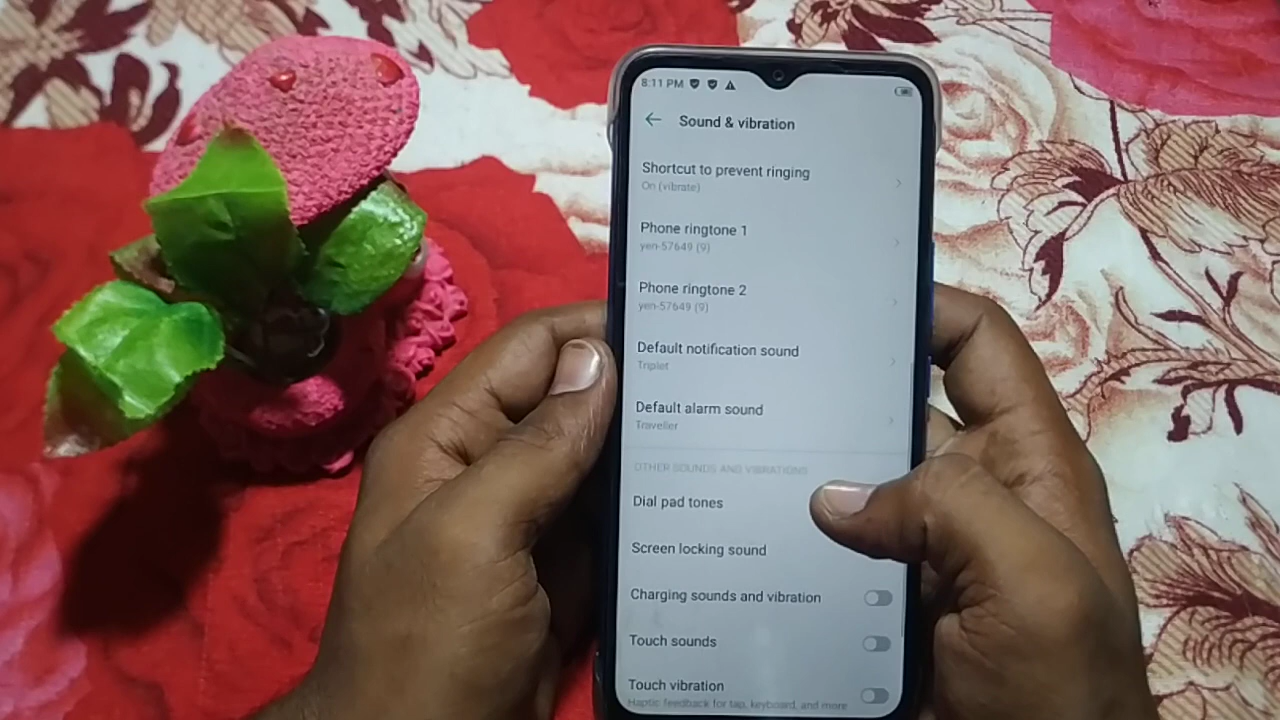 8:11 PM
Sound & vibration
Shortcut to prevent ringing
On (vibrate)
Phone ringtone 1
yen-57649 (9)
Phone ringtone 2
yen-57649 (9)
Default notification sound
Triplet
Default alarm sound
Traveller
OTHER SOUNDS AND VIBRATIONS
Dial pad tones
Screen locking sound
Charging sounds and vibration
Touch sounds
Touch vibration
Haptic feedback for tap, keyboard, and more